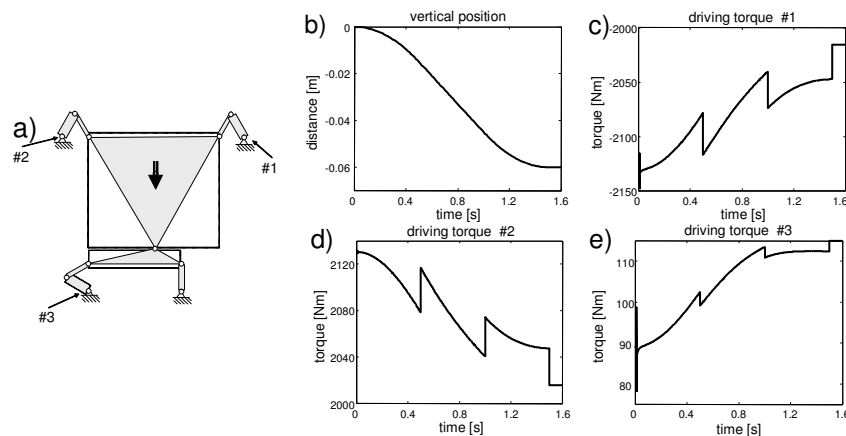 a)
#2
#1
#3
b)
vertical position
distance [m]
0
-0.02
-0.04
-0.06
0
0.4
0.8
1.2
1.6
time [s]
c)
driving torque #1
torque [Nm]
-2000
-2050
-2100
-2150
0
0.4
0.8
1.2
1.6
time [s]
d)
driving torque #2
torque [Nm]
2120
2080
2040
2000
0
0.4
0.8
1.2
1.6
time [s]
e)
driving torque #3
torque [Nm]
110
100
90
80
0
0.4
0.8
1.2
1.6
time [s]